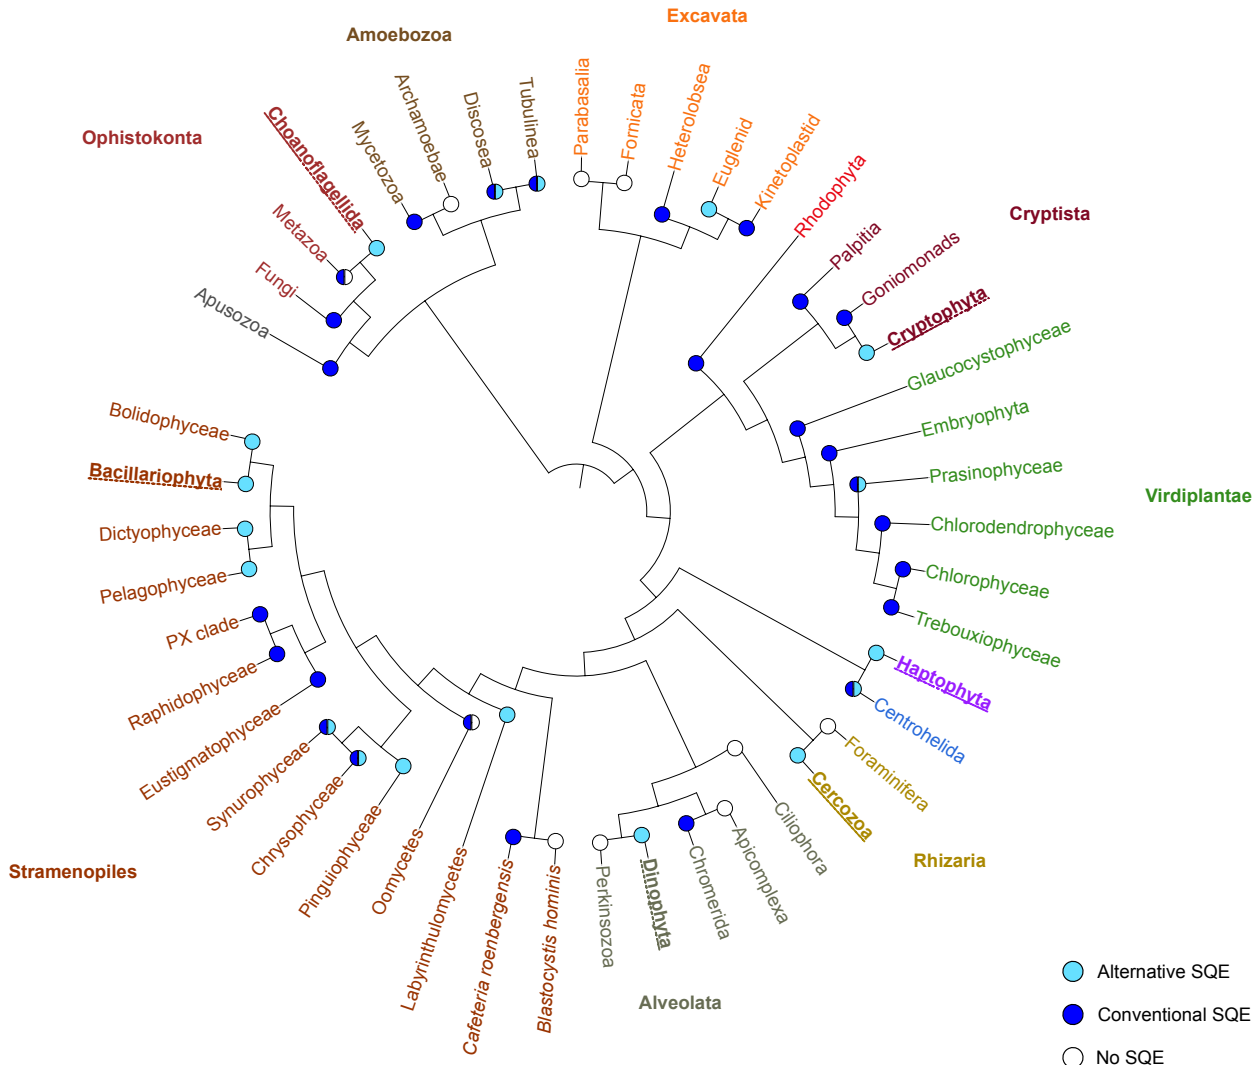 Excavata
Amoebozoa
Ophistokonta
Cryptista
Virdiplantae
Rhizaria
Alveolata
Stramenopiles
Parabasalia
Fornicata
Heterolobsea
Euglenid
Kinetoplastid
Rhodophyta
Palpitia
Goniomonads
Cryptophyta
Glaucocystophyceae
Embryophyta
Prasinophyceae
Chlorodendrophyceae
Chlorophyceae
Trebouxiophyceae
Haptophyta
Centrohelida
Foraminifera
Cercozoa
Ciliophora
Apicomplexa
Chromerida
Dinophyta
Perkinsozoa
Blastocystis hominis
Cafeteria roenbergensis
Labyrinthulomycetes
Oomycetes
Pinguiophyceae
Chrysophyceae
Synurophyceae
Eustigmatophyceae
Raphidophyceae
PX clade
Pelagophyceae
Dictyophyceae
Bacillariophyta
Bolidophyceae
Apusozoa
Fungi
Metazoa
Choanoflagellida
Mycetozoa
Archamoebae
Discosea
Tubulinea
Alternative SQE
Conventional SQE
No SQE